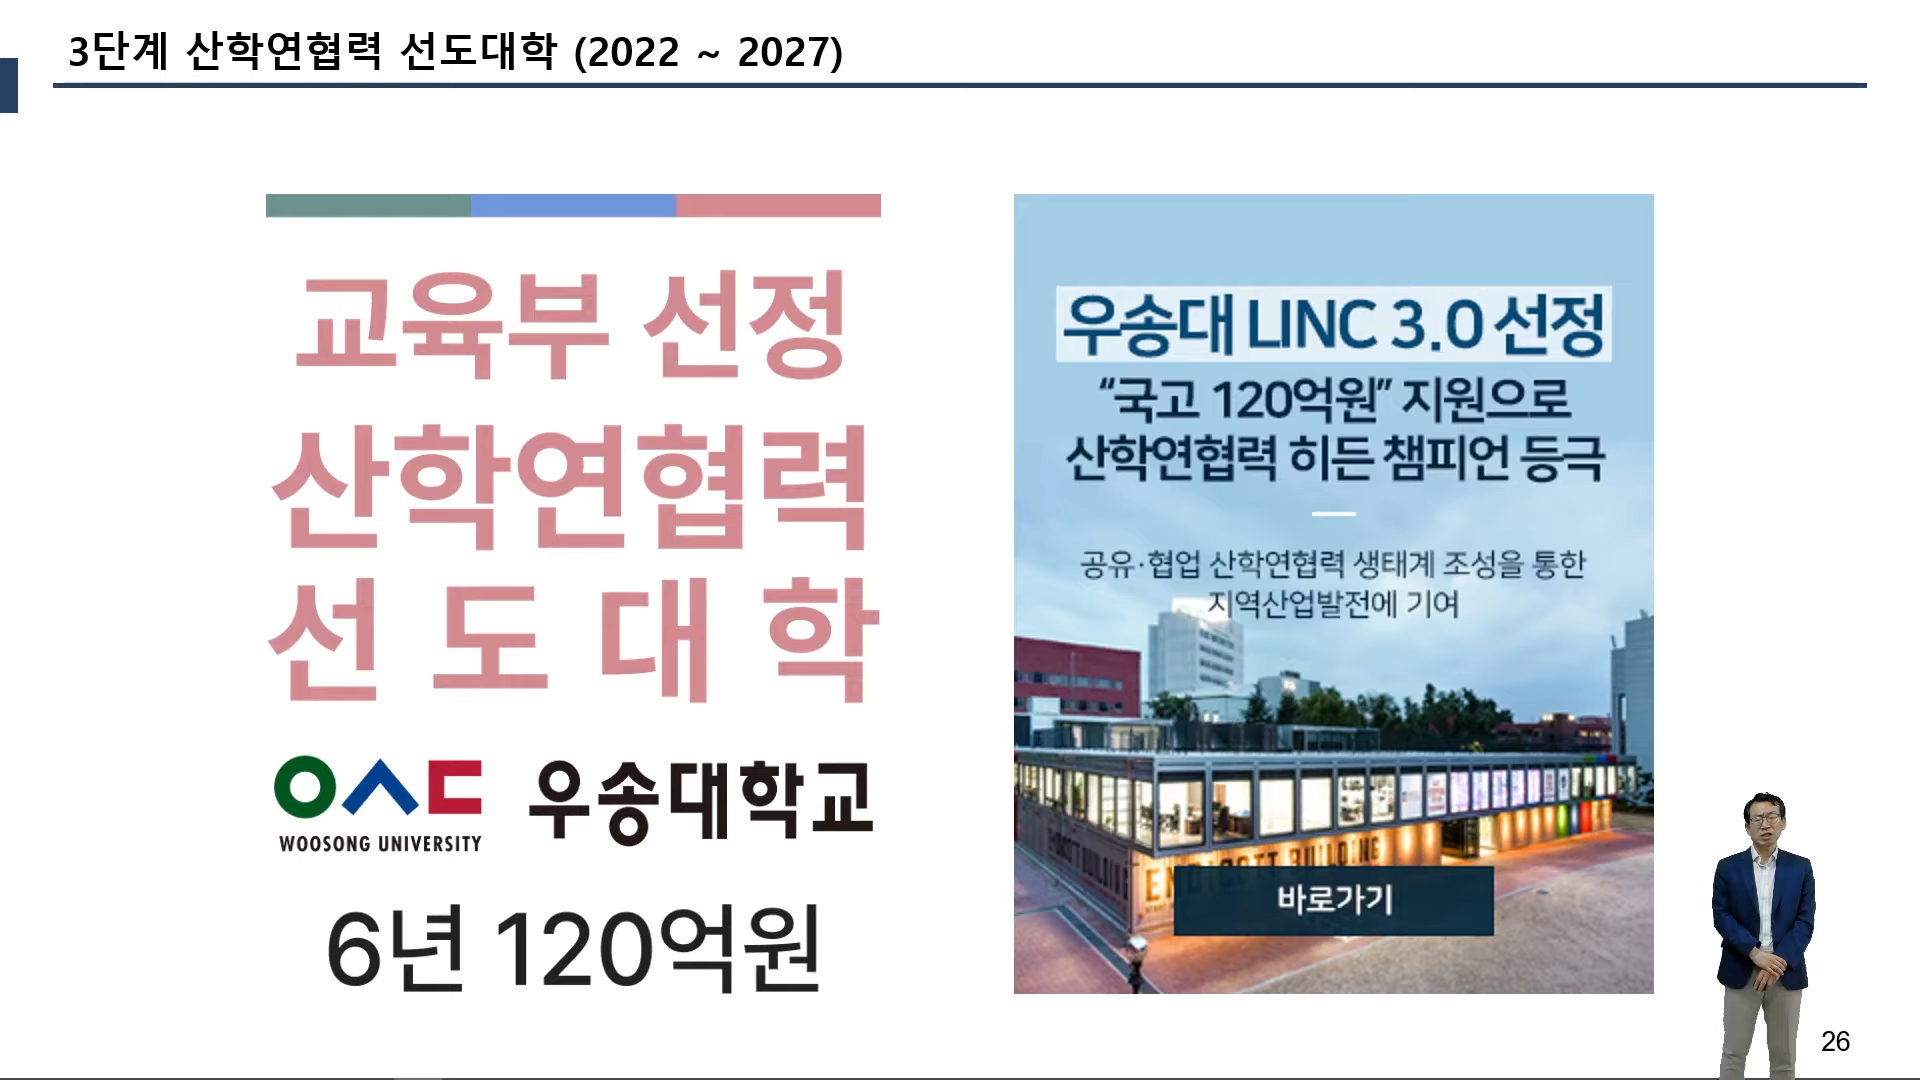 3단계 산학연협력 선도대학 (2022 ~ 2027)
교육부 선정
산학연협력
선 도 대 학
WOOSONG UNIVERSITY
우송대학교
6년 120억원
우송대 LINC 3.0 선정
“국고 120억원” 지원으로
산학연협력 히든 챔피언 등극
공유·협업 산학연협력 생태계 조성을 통한
지역산업발전에 기여
BUILDING
바로가기
26